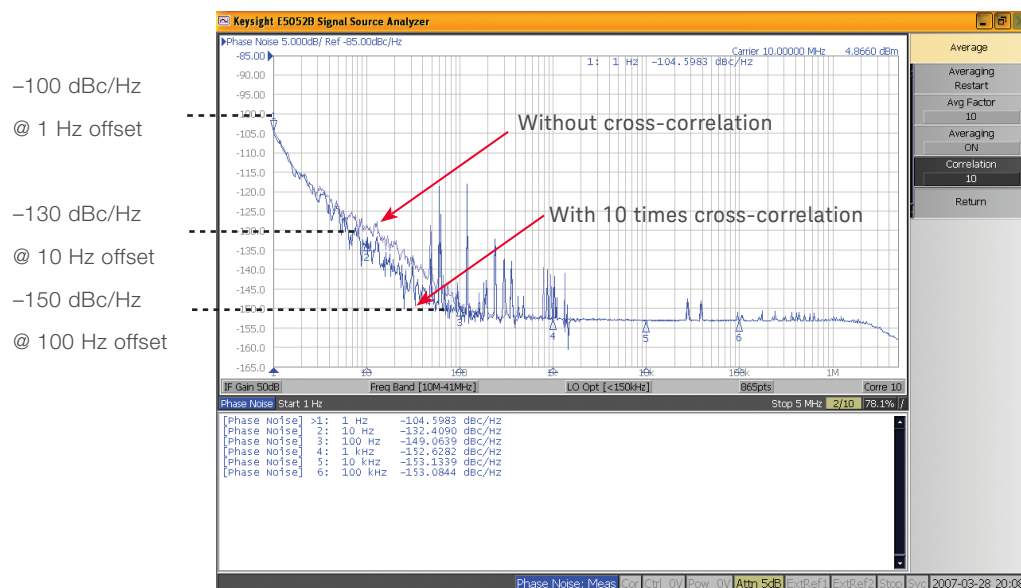 Keysight E5052B Signal Source Analyzer
▶Phase Noise 5.000dB/ Ref -85.00dBc/Hz
Carrier 10.00000 MHz 4.8660 dBm
1: 1 Hz -104.5983 dBc/Hz
-85.00
-90.00
-95.00
-100.0
-105.0
-110.0
-115.0
-120.0
-125.0
-130.0
-135.0
-140.0
-145.0
-150.0
-155.0
-160.0
-165.0
–100 dBc/Hz
@ 1 Hz offset
–130 dBc/Hz
@ 10 Hz offset
–150 dBc/Hz
@ 100 Hz offset
Without cross-correlation
With 10 times cross-correlation
2
3
4
5
6
1 10 100 1k 10k 100k 1M
IF Gain 50dB Freq Band [10M-41MHz] LO Opt [<150kHz] 865pts Corre 10
Phase Noise Start 1 Hz Stop 5 MHz 2/10 78.1% /
[Phase Noise] >1: 1 Hz -104.5983 dBc/Hz
[Phase Noise] 2: 10 Hz -132.4090 dBc/Hz
[Phase Noise] 3: 100 Hz -149.0639 dBc/Hz
[Phase Noise] 4: 1 kHz -152.6282 dBc/Hz
[Phase Noise] 5: 10 kHz -153.1339 dBc/Hz
[Phase Noise] 6: 100 kHz -153.0844 dBc/Hz
Average
Averaging
Restart
Avg Factor
10
Averaging
ON
Correlation
10
Return
Phase Noise: Meas Cor Ctrl 0V Pow 0V Attn 5dB ExtRef1 ExtRef2 Stop Svc 2007-03-28 20:08